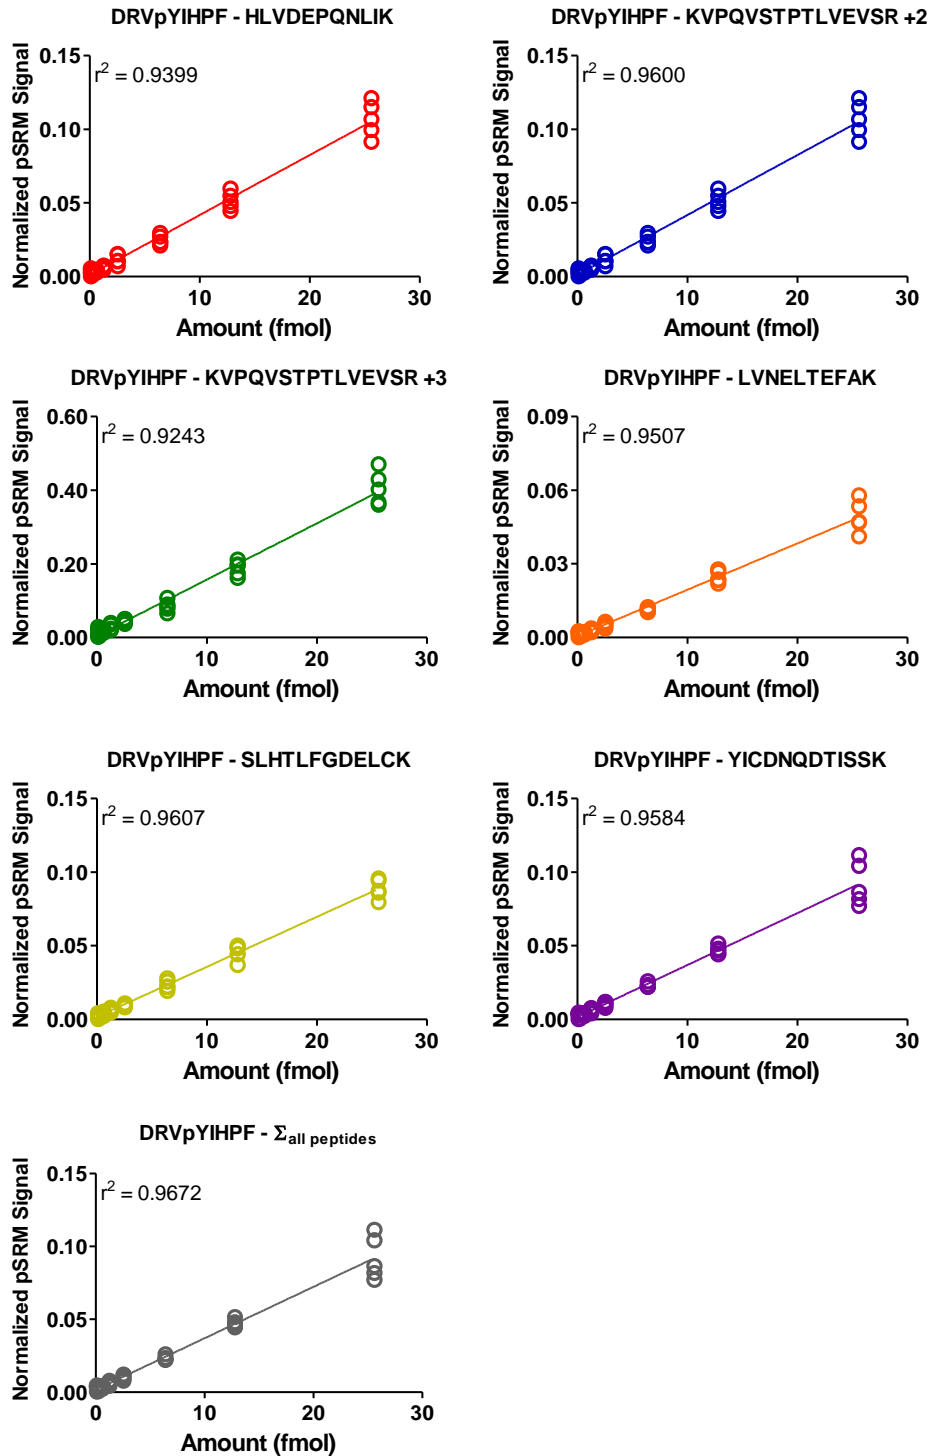 DRVpYIHPF - HLVDEPQNLIK
r² = 0.9399
Normalized pSRM Signal
0.15
0.10
0.05
0.00
0 10 20 30
Amount (fmol)
DRVpYIHPF - KVPQVSTPTLVEVSR +2
r² = 0.9600
Normalized pSRM Signal
0.15
0.10
0.05
0.00
0 10 20 30
Amount (fmol)
DRVpYIHPF - KVPQVSTPTLVEVSR +3
r² = 0.9243
Normalized pSRM Signal
0.60
0.40
0.20
0.00
0 10 20 30
Amount (fmol)
DRVpYIHPF - LVNELTEFAK
r² = 0.9507
Normalized pSRM Signal
0.09
0.06
0.03
0.00
0 10 20 30
Amount (fmol)
DRVpYIHPF - SLHTLFGDELCK
r² = 0.9607
Normalized pSRM Signal
0.15
0.10
0.05
0.00
0 10 20 30
Amount (fmol)
DRVpYIHPF - YICDNQDTISSK
r² = 0.9584
Normalized pSRM Signal
0.15
0.10
0.05
0.00
0 10 20 30
Amount (fmol)
DRVpYIHPF - Σall peptides
r² = 0.9672
Normalized pSRM Signal
0.15
0.10
0.05
0.00
0 10 20 30
Amount (fmol)